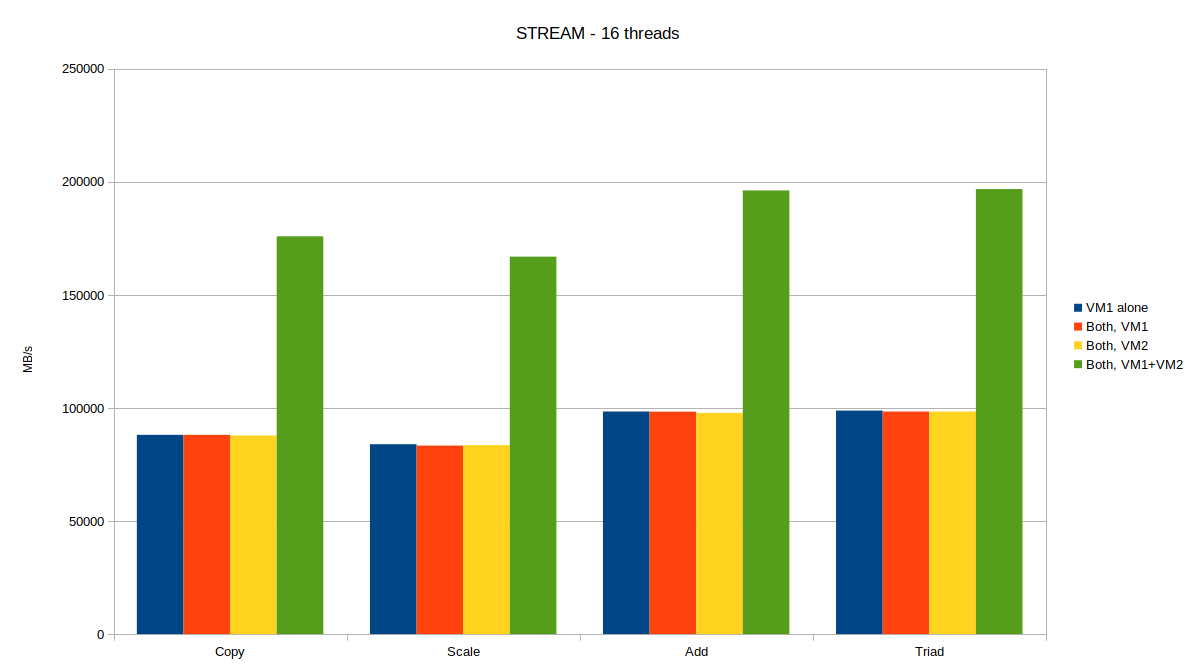 STREAM - 16 threads
250000
200000
150000
100000
50000
0
MB/s
Copy Scale Add Triad
VM1 alone
Both, VM1
Both, VM2
Both, VM1+VM2